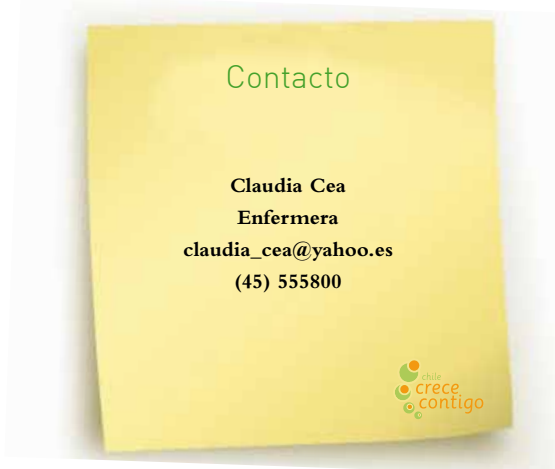 Contacto
Claudia Cea
Enfermera
claudia_cea@yahoo.es
(45) 555800
chile
crece
contigo